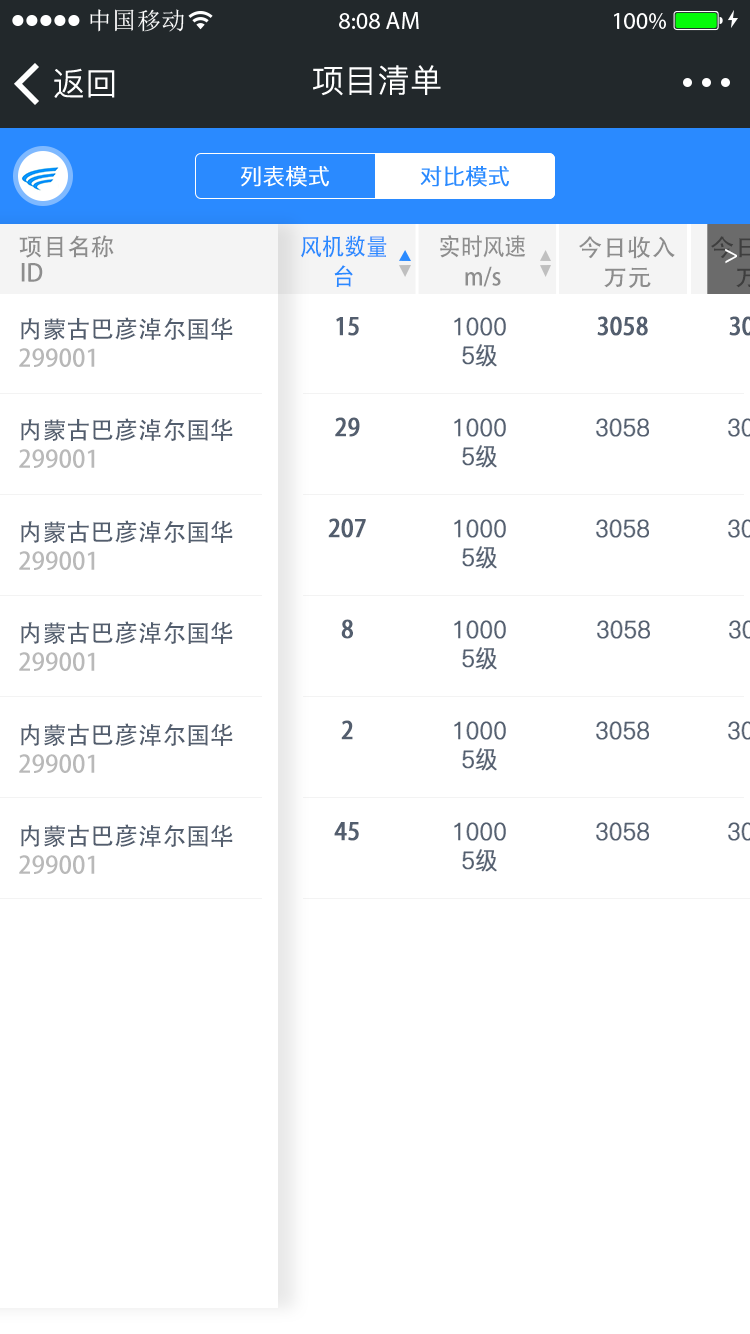 中国移动 8:08 AM 100%
返回 项目清单
列表模式 对比模式
项目名称 风机数量 实时风速 今日收入 今日
ID 台 m/s 万元 万
>
内蒙古巴彦淖尔国华 15 1000 3058 30
299001 5级
内蒙古巴彦淖尔国华 29 1000 3058 30
299001 5级
内蒙古巴彦淖尔国华 207 1000 3058 30
299001 5级
内蒙古巴彦淖尔国华 8 1000 3058 30
299001 5级
内蒙古巴彦淖尔国华 2 1000 3058 30
299001 5级
内蒙古巴彦淖尔国华 45 1000 3058 30
299001 5级